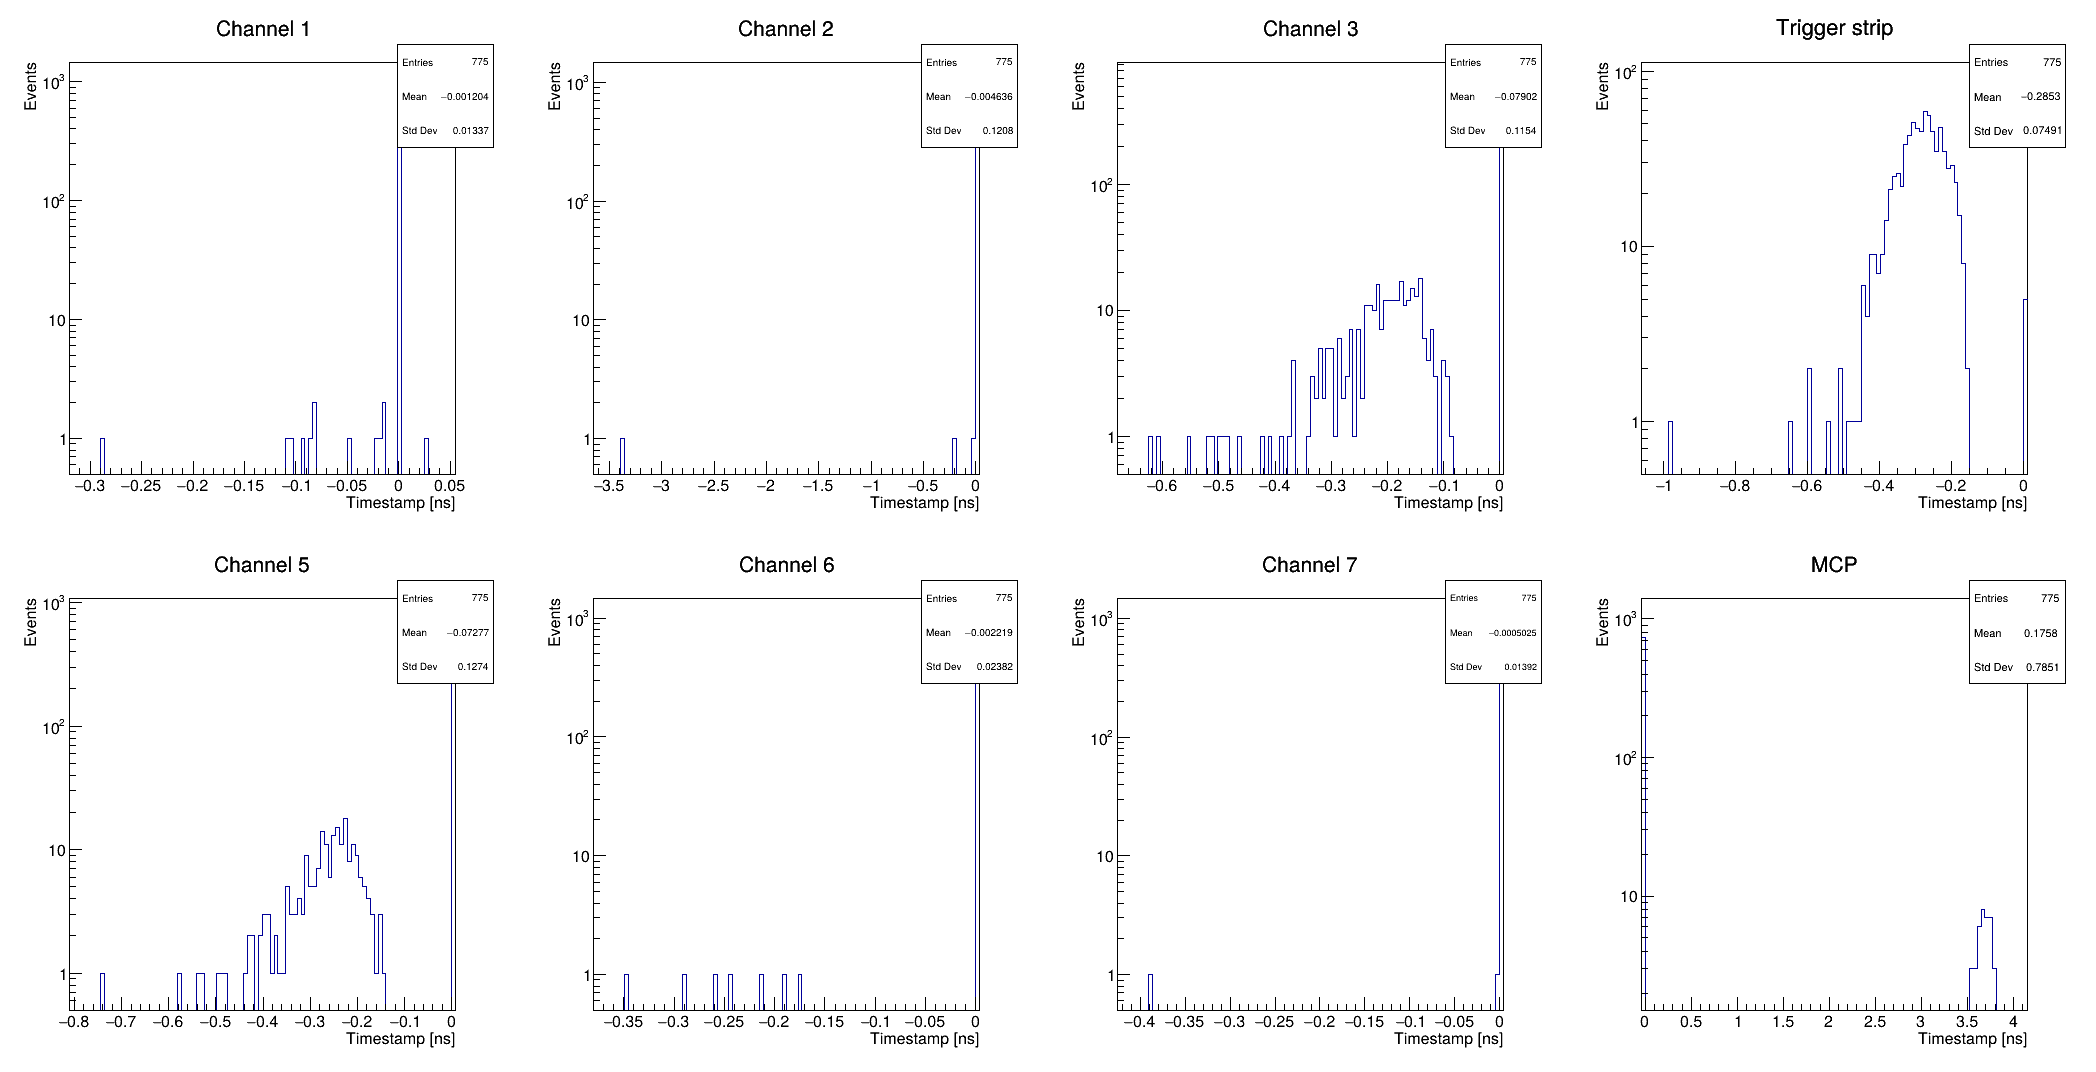 Channel 1
Events
Entries 775
Mean −0.001204
Std Dev 0.01337
10³
10²
10
1
−0.3 −0.25 −0.2 −0.15 −0.1 −0.05 0 0.05
Timestamp [ns]
Channel 2
Events
Entries 775
Mean −0.004636
Std Dev 0.1208
10³
10²
10
1
−3.5 −3 −2.5 −2 −1.5 −1 −0.5 0
Timestamp [ns]
Channel 3
Events
Entries 775
Mean −0.07902
Std Dev 0.1154
10²
10
1
−0.6 −0.5 −0.4 −0.3 −0.2 −0.1 0
Timestamp [ns]
Trigger strip
Events
Entries 775
Mean −0.2853
Std Dev 0.07491
10²
10
1
−1 −0.8 −0.6 −0.4 −0.2 0
Timestamp [ns]
Channel 5
Events
Entries 775
Mean −0.07277
Std Dev 0.1274
10³
10²
10
1
−0.8 −0.7 −0.6 −0.5 −0.4 −0.3 −0.2 −0.1 0
Timestamp [ns]
Channel 6
Events
Entries 775
Mean −0.002219
Std Dev 0.02382
10³
10²
10
1
−0.35 −0.3 −0.25 −0.2 −0.15 −0.1 −0.05 0
Timestamp [ns]
Channel 7
Events
Entries 775
Mean −0.0005025
Std Dev 0.01392
10³
10²
10
1
−0.4 −0.35 −0.3 −0.25 −0.2 −0.15 −0.1 −0.05 0
Timestamp [ns]
MCP
Events
Entries 775
Mean 0.1758
Std Dev 0.7851
10³
10²
10
0 0.5 1 1.5 2 2.5 3 3.5 4
Timestamp [ns]